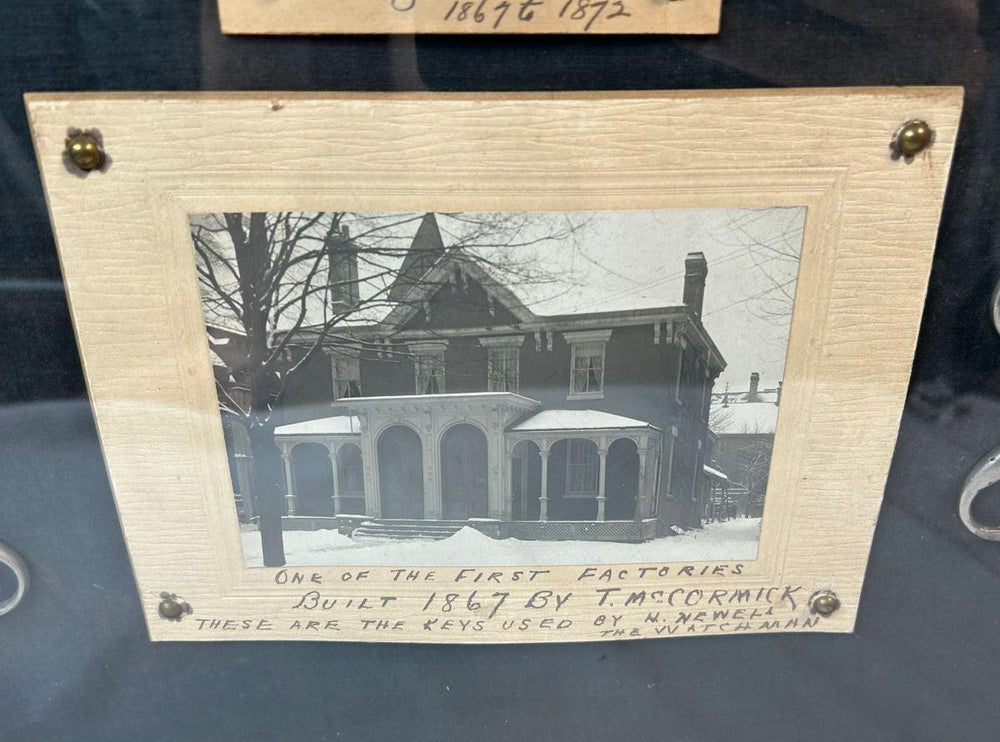 1867 to 1872
ONE OF THE FIRST FACTORIES
BUILT 1867 BY T. McCORMICK
THESE ARE THE KEYS USED BY N. NEWELL
THE WATCHMAN